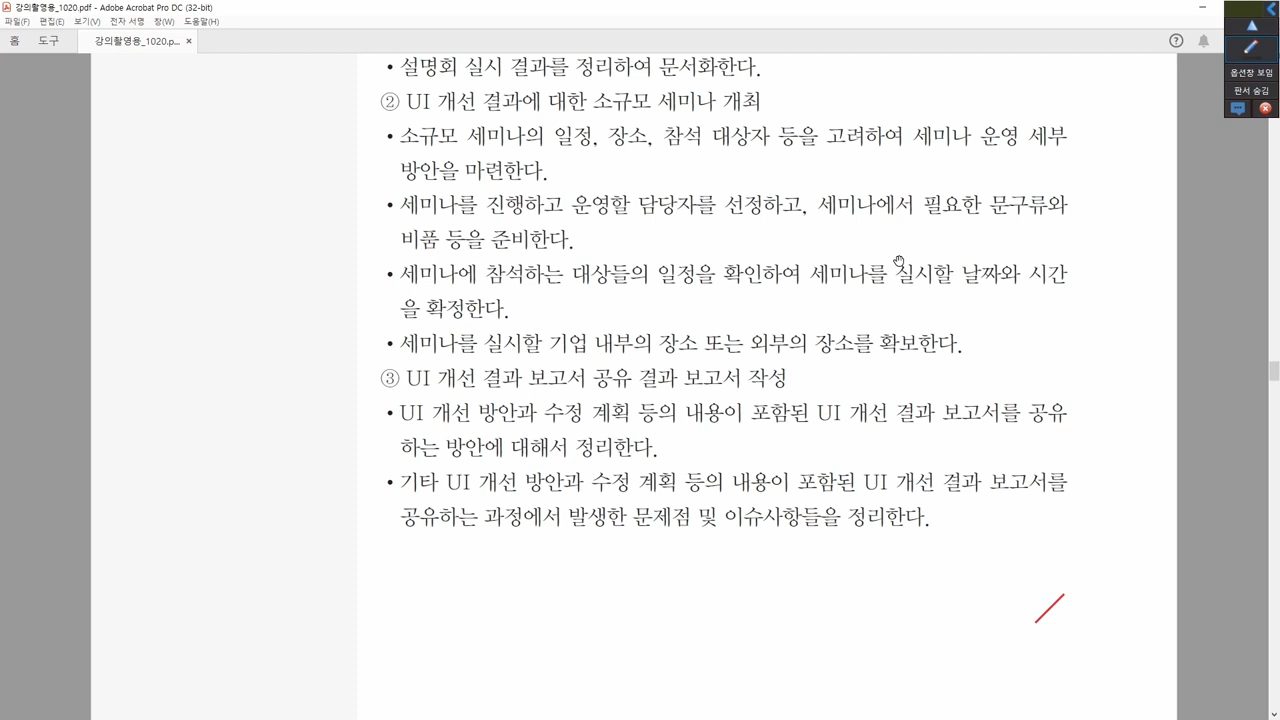 강의촬영용_1020.pdf - Adobe Acrobat Pro DC (32-bit)
파일(F) 편집(E) 보기(V) 전자 서명 창(W) 도움말(H)
홈 도구 강의촬영용_1020.p... ×
옵션창 보임
판서 숨김
• 설명회 실시 결과를 정리하여 문서화한다.
② UI 개선 결과에 대한 소규모 세미나 개최
• 소규모 세미나의 일정, 장소, 참석 대상자 등을 고려하여 세미나 운영 세부
방안을 마련한다.
• 세미나를 진행하고 운영할 담당자를 선정하고, 세미나에서 필요한 문구류와
비품 등을 준비한다.
• 세미나에 참석하는 대상들의 일정을 확인하여 세미나를 실시할 날짜와 시간
을 확정한다.
• 세미나를 실시할 기업 내부의 장소 또는 외부의 장소를 확보한다.
③ UI 개선 결과 보고서 공유 결과 보고서 작성
• UI 개선 방안과 수정 계획 등의 내용이 포함된 UI 개선 결과 보고서를 공유
하는 방안에 대해서 정리한다.
• 기타 UI 개선 방안과 수정 계획 등의 내용이 포함된 UI 개선 결과 보고서를
공유하는 과정에서 발생한 문제점 및 이슈사항들을 정리한다.